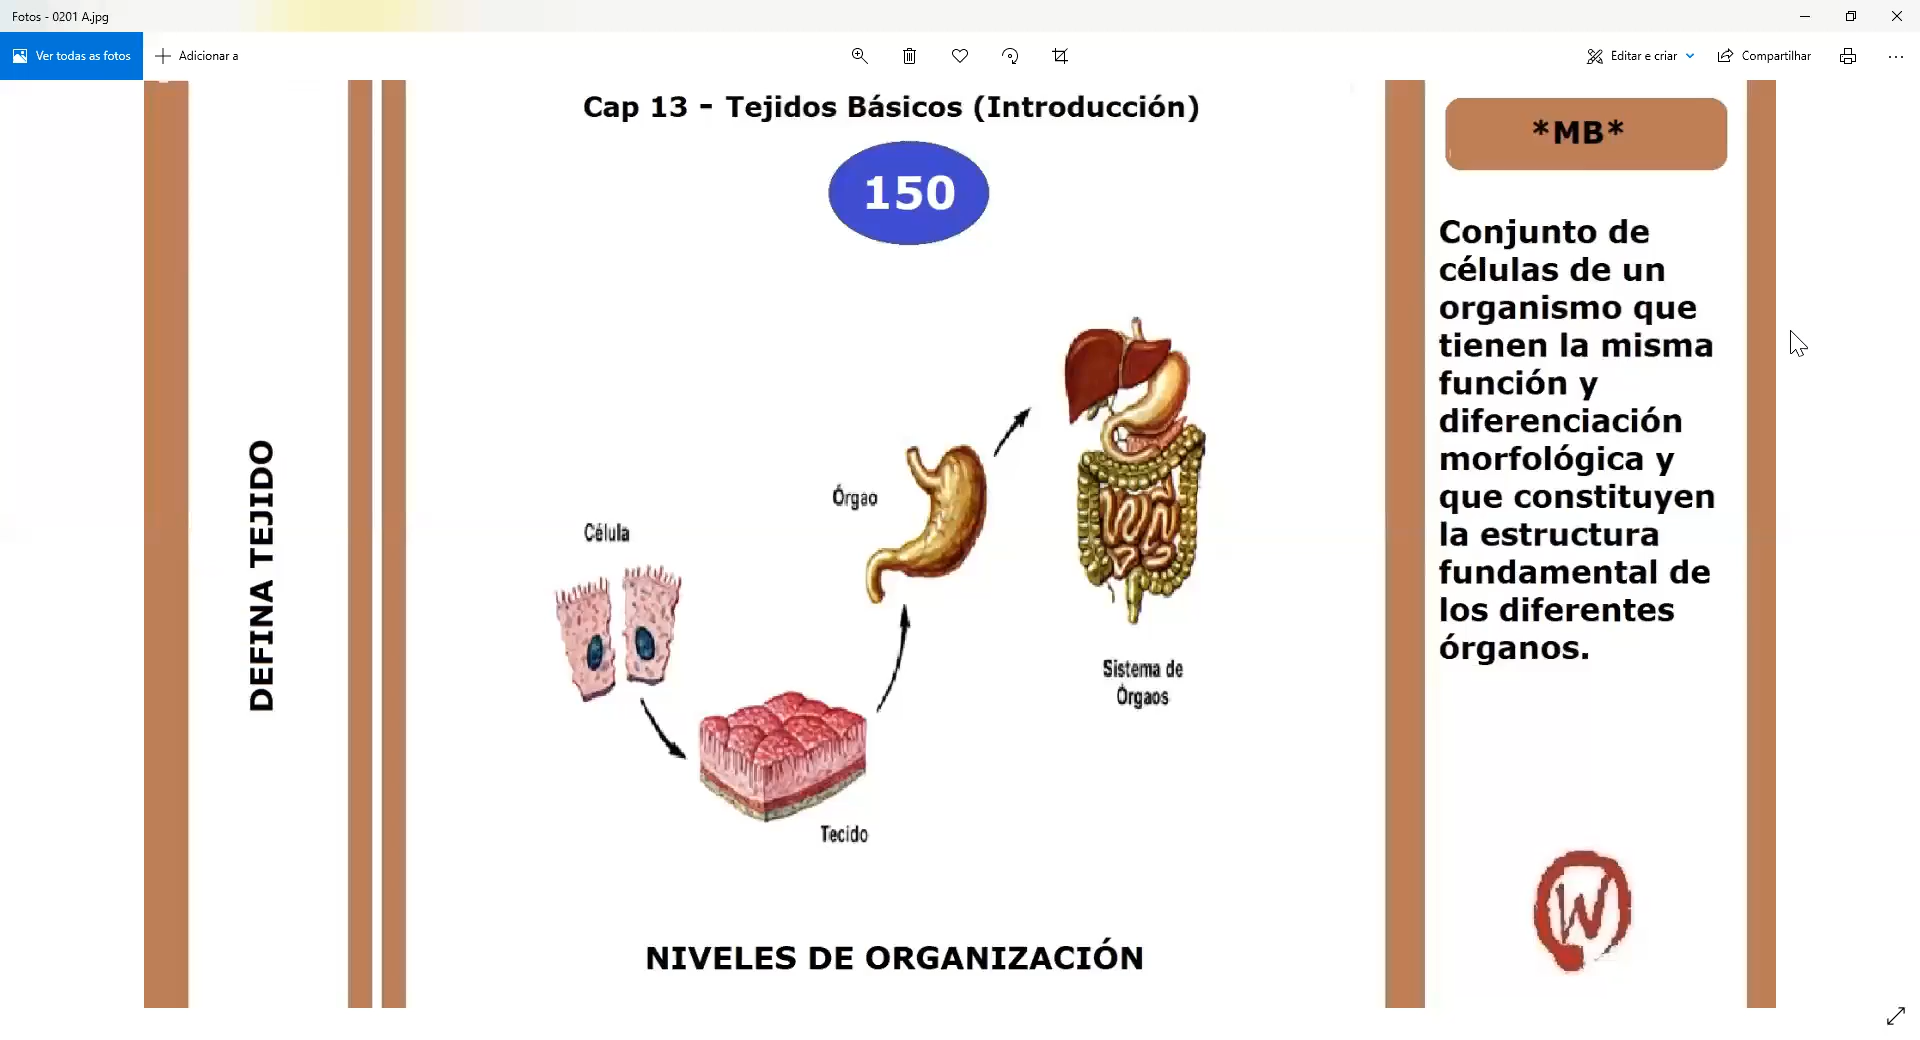 Fotos - 0201 A.jpg
Ver todas as fotos
Adicionar a
Editar e criar
Compartilhar
Cap 13 - Tejidos Básicos (Introducción)
150
*MB*
DEFINA TEJIDO
Célula
Tecido
Órgao
Sistema de
Órgaos
NIVELES DE ORGANIZACIÓN
Conjunto de
células de un
organismo que
tienen la misma
función y
diferenciación
morfológica y
que constituyen
la estructura
fundamental de
los diferentes
órganos.
W